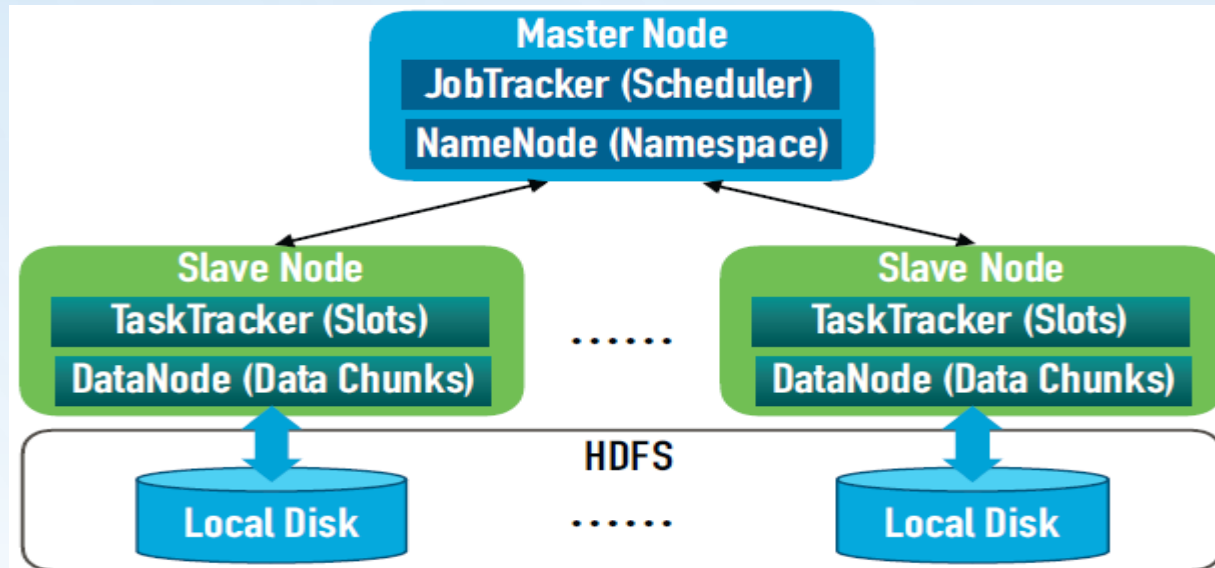 Master Node
JobTracker (Scheduler)
NameNode (Namespace)
Slave Node
TaskTracker (Slots)
DataNode (Data Chunks)
......
Slave Node
TaskTracker (Slots)
DataNode (Data Chunks)
HDFS
Local Disk
......
Local Disk